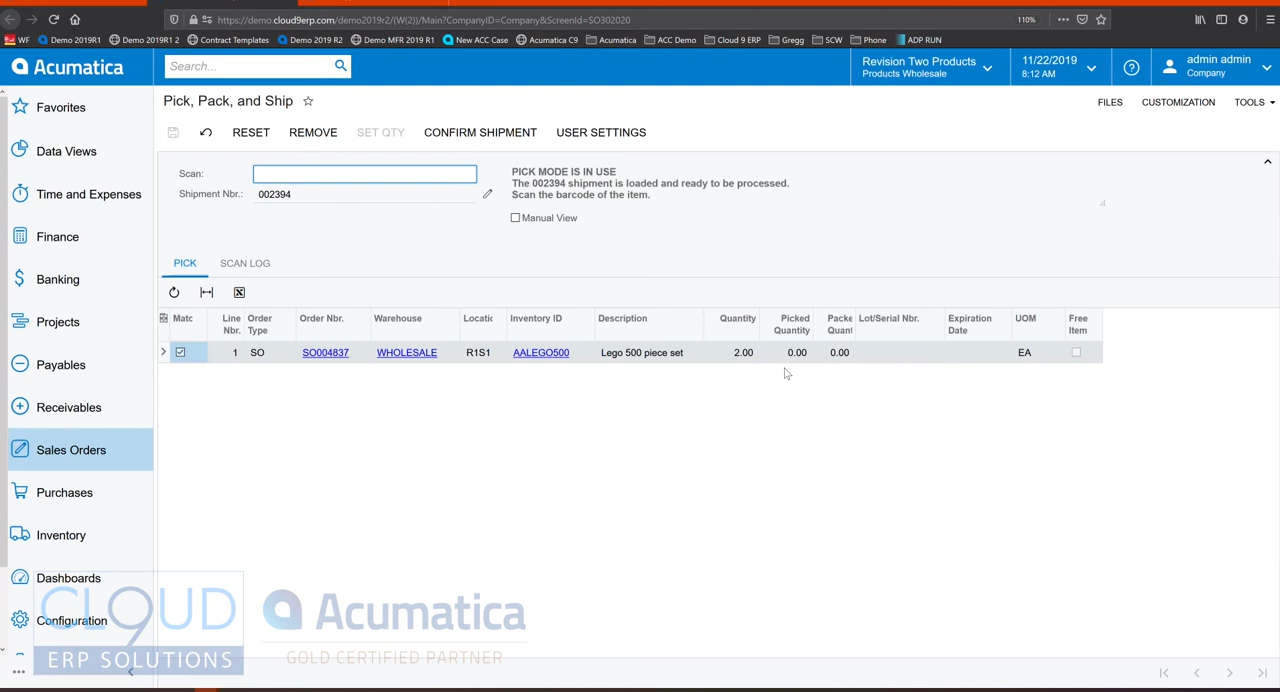 https://demo.cloud9erp.com/demo2019r2/(W(2))/Main?CompanyID=Company&ScreenId=SO302020
110%
WF
Demo 2019R1
Demo 2019R1 2
Contract Templates
Demo 2019 R2
Demo MFR 2019 R1
New ACC Case
Acumatica C9
Acumatica
ACC Demo
Cloud 9 ERP
Gregg
SCW
Phone
ADP RUN
Acumatica
Search...
Revision Two Products
Products Wholesale
11/22/2019
8:12 AM
admin admin
Company
Favorites
Data Views
Time and Expenses
Finance
Banking
Projects
Payables
Receivables
Sales Orders
Purchases
Inventory
Dashboards
Configuration
Pick, Pack, and Ship
FILES
CUSTOMIZATION
TOOLS
RESET
REMOVE
SET QTY
CONFIRM SHIPMENT
USER SETTINGS
Scan:
Shipment Nbr.:
002394
PICK MODE IS IN USE
The 002394 shipment is loaded and ready to be processed.
Scan the barcode of the item.
Manual View
PICK
SCAN LOG
Matc
Line Nbr.
Order Type
Order Nbr.
Warehouse
Locatic
Inventory ID
Description
Quantity
Picked Quantity
Packe Quant
Lot/Serial Nbr.
Expiration Date
UOM
Free Item
1
SO
SO004837
WHOLESALE
R1S1
AALEGO500
Lego 500 piece set
2.00
0.00
0.00
EA
CL9UD
ERP SOLUTIONS
Acumatica
GOLD CERTIFIED PARTNER